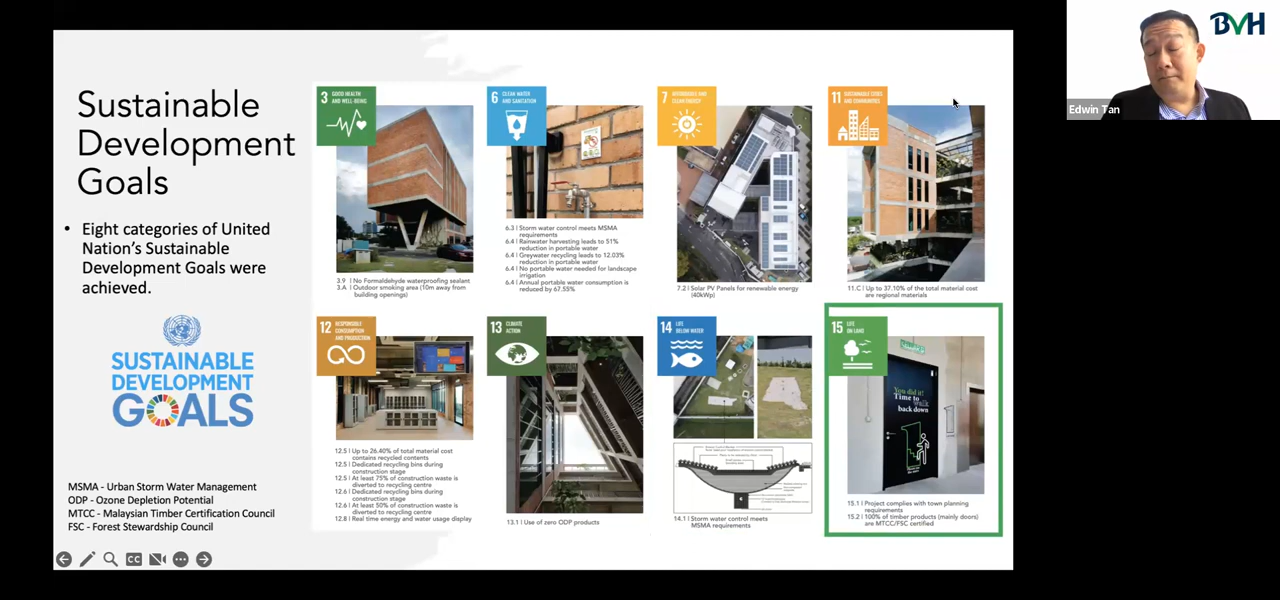 Sustainable
Development
Goals
• Eight categories of United
Nation's Sustainable
Development Goals were
achieved.
SUSTAINABLE
DEVELOPMENT
GOALS
MSMA - Urban Storm Water Management
ODP - Ozone Depletion Potential
MTCC - Malaysian Timber Certification Council
FSC - Forest Stewardship Council
3 GOOD HEALTH
AND WELL-BEING
3.9 | No Formaldehyde waterproofing sealant
3.A | Outdoor smoking area (10m away from
building openings)
6 CLEAN WATER
AND SANITATION
6.3 | Storm water control meets MSMA
requirements
6.4 | Rainwater harvesting leads to 51%
reduction in portable water
6.4 | Greywater recycling leads to 12.03%
reduction in portable water
6.4 | No portable water needed for landscape
irrigation
6.4 | Annual portable water consumption is
reduced by 67.55%
7 AFFORDABLE AND
CLEAN ENERGY
7.2 | Solar PV Panels for renewable energy
(40kWp)
11 SUSTAINABLE CITIES
AND COMMUNITIES
11.C | Up to 37.10% of the total material cost
are regional materials
12 RESPONSIBLE
CONSUMPTION
AND PRODUCTION
12.5 | Up to 26.40% of total material cost
contains recycled contents
12.5 | Dedicated recycling bins during
construction stage
12.5 | At least 75% of construction waste is
diverted to recycling centre
12.6 | Dedicated recycling bins during
construction stage
12.6 | At least 50% of construction waste is
diverted to recycling centre
12.8 | Real time energy and water usage display
13 CLIMATE
ACTION
13.1 | Use of zero ODP products
14 LIFE
BELOW WATER
14.1 | Storm water control meets
MSMA requirements
15 LIFE
ON LAND
You did it!
Time to
walk
back down
15.1 | Project complies with town planning
requirements
15.2 | 100% of timber products (mainly doors)
are MTCC/FSC certified
CC
BVH
Edwin Tan